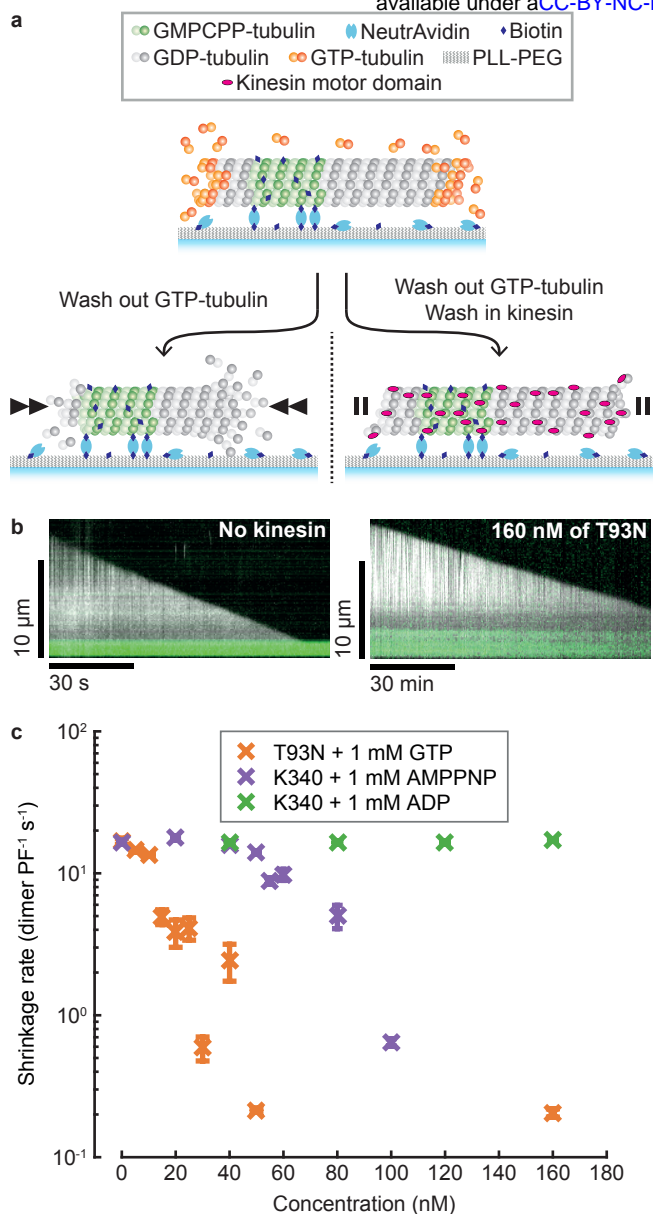 available under aCC-BY-NC-
a
GMPCPP-tubulin NeutrAvidin Biotin
GDP-tubulin GTP-tubulin PLL-PEG
Kinesin motor domain
Wash out GTP-tubulin
Wash out GTP-tubulin
Wash in kinesin
b
No kinesin
10 µm
30 s
160 nM of T93N
10 µm
30 min
c
T93N + 1 mM GTP
K340 + 1 mM AMPPNP
K340 + 1 mM ADP
Shrinkage rate (dimer PF⁻¹ s⁻¹)
10²
10¹
10⁰
10⁻¹
0 20 40 60 80 100 120 140 160 180
Concentration (nM)